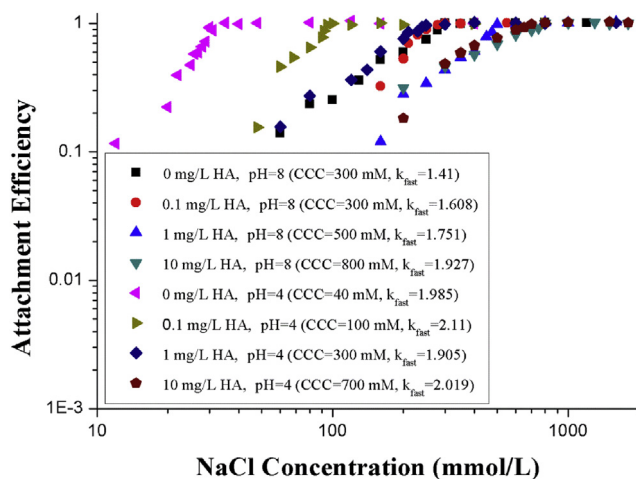 Attachment Efficiency
1
0.1
0.01
1E-3
0 mg/L HA, pH=8 (CCC=300 mM, kfast=1.41)
0.1 mg/L HA, pH=8 (CCC=300 mM, kfast=1.608)
1 mg/L HA, pH=8 (CCC=500 mM, kfast=1.751)
10 mg/L HA, pH=8 (CCC=800 mM, kfast=1.927)
0 mg/L HA, pH=4 (CCC=40 mM, kfast=1.985)
0.1 mg/L HA, pH=4 (CCC=100 mM, kfast=2.11)
1 mg/L HA, pH=4 (CCC=300 mM, kfast=1.905)
10 mg/L HA, pH=4 (CCC=700 mM, kfast=2.019)
10
100
1000
NaCl Concentration (mmol/L)